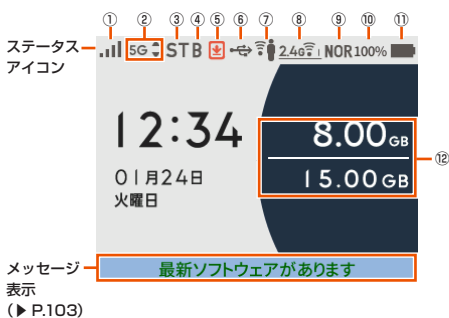 ① ② ③ ④ ⑤ ⑥ ⑦ ⑧ ⑨ ⑩ ⑪
ステータス
アイコン
5G ST B 2.4G 1 NOR 100%
12:34
8.00GB
⑫
15.00GB
01月24日
火曜日
メッセージ
表示
(▶ P.103)
最新ソフトウェアがあります